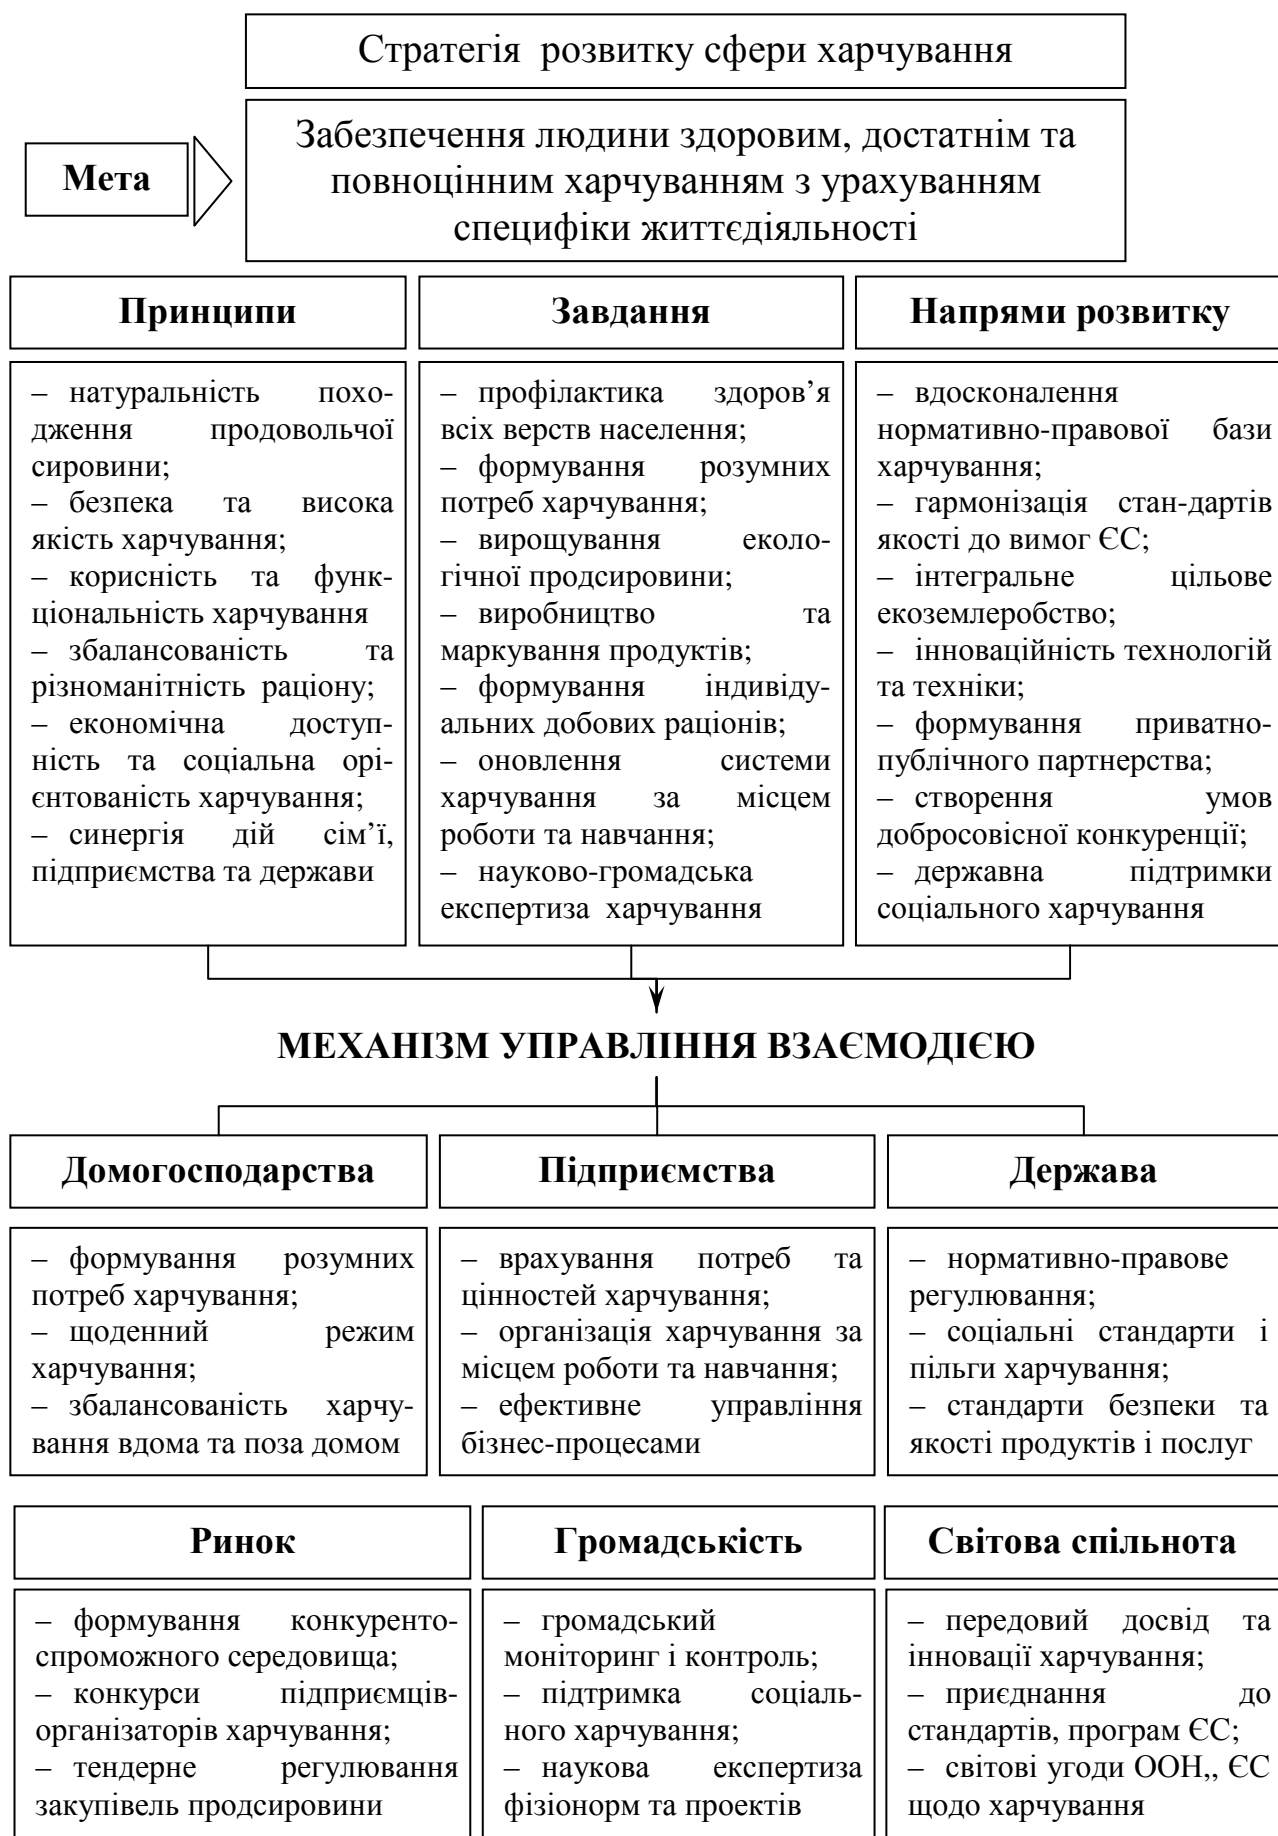 Стратегія розвитку сфери харчування
Мета
Забезпечення людини здоровим, достатнім та
повноцінним харчуванням з урахуванням
специфіки життєдіяльності
Принципи
– натуральність похо-
дження продовольчої
сировини;
– безпека та висока
якість харчування;
– корисність та функ-
ціональність харчування
– збалансованість та
різноманітність раціону;
– економічна доступ-
ність та соціальна орі-
єнтованість харчування;
– синергія дій сім’ї,
підприємства та держави
Завдання
– профілактика здоров’я
всіх верств населення;
– формування розумних
потреб харчування;
– вирощування еколо-
гічної продсировини;
– виробництво та
маркування продуктів;
– формування індивіду-
альних добових раціонів;
– оновлення системи
харчування за місцем
роботи та навчання;
– науково-громадська
експертиза харчування
Напрями розвитку
– вдосконалення
нормативно-правової бази
харчування;
– гармонізація стан-дартів
якості до вимог ЄС;
– інтегральне цільове
екоземлеробство;
– інноваційність технологій
та техніки;
– формування приватно-
публічного партнерства;
– створення умов
добросовісної конкуренції;
– державна підтримки
соціального харчування
МЕХАНІЗМ УПРАВЛІННЯ ВЗАЄМОДІЄЮ
Домогосподарства
– формування розумних
потреб харчування;
– щоденний режим
харчування;
– збалансованість харчу-
вання вдома та поза домом
Підприємства
– врахування потреб та
цінностей харчування;
– організація харчування за
місцем роботи та навчання;
– ефективне управління
бізнес-процесами
Держава
– нормативно-правове
регулювання;
– соціальні стандарти і
пільги харчування;
– стандарти безпеки та
якості продуктів і послуг
Ринок
– формування конкуренто-
спроможного середовища;
– конкурси підприємців-
організаторів харчування;
– тендерне регулювання
закупівель продсировини
Громадськість
– громадський
моніторинг і контроль;
– підтримка соціаль-
ного харчування;
– наукова експертиза
фізіонорм та проектів
Світова спільнота
– передовий досвід та
інновації харчування;
– приєднання до
стандартів, програм ЄС;
– світові угоди ООН,, ЄС
щодо харчування